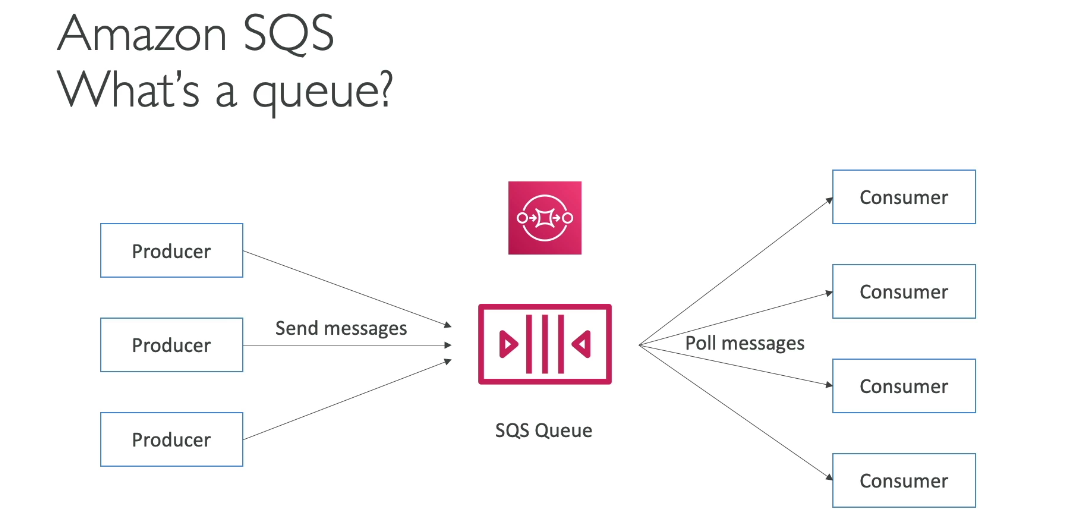 Amazon SQS
What's a queue?
Producer
Producer
Producer
Send messages
SQS Queue
Poll messages
Consumer
Consumer
Consumer
Consumer